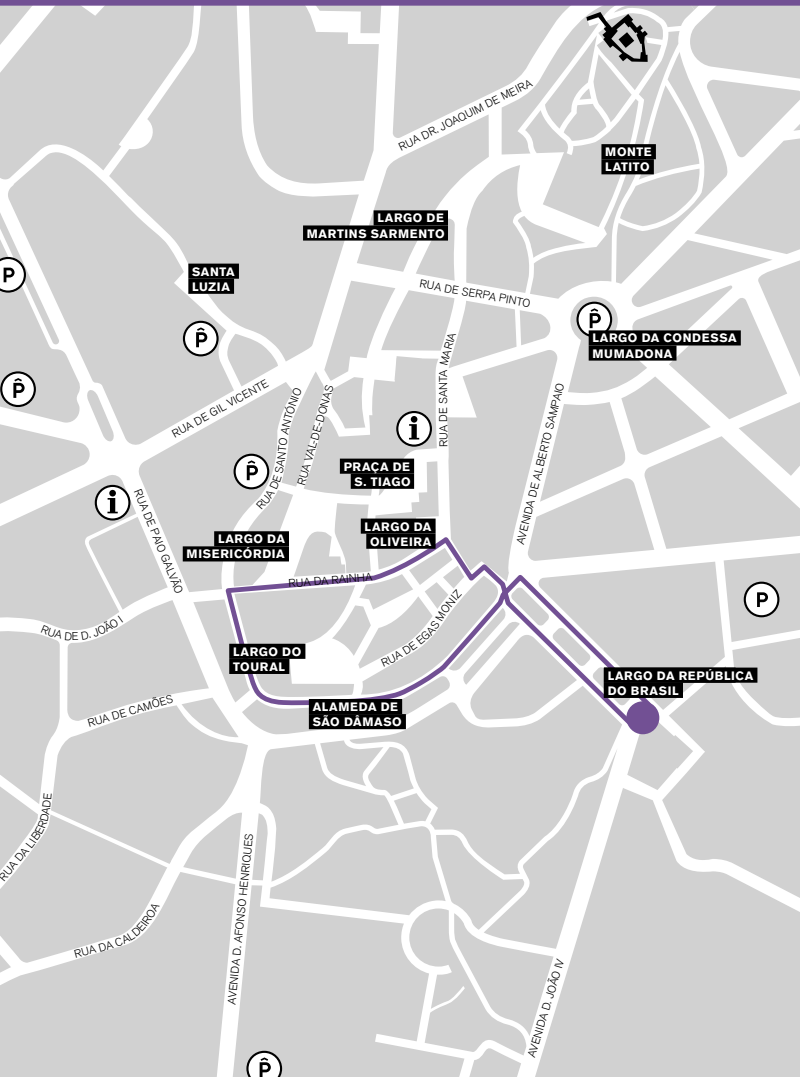 RUA DR. JOAQUIM DE MEIRA
MONTE
LATITO
LARGO DE
MARTINS SARMENTO
P
SANTA
LUZIA
RUA DE SERPA PINTO
P̂
LARGO DA CONDESSA
MUMADONA
P̂
P̂
RUA DE GIL VICENTE
RUA DE SANTO ANTÓNIO
RUA VAL-DE-DONAS
RUA DE SANTA MARIA
AVENIDA DE ALBERTO SAMPAIO
i
P̂
PRAÇA DE
S. TIAGO
i
RUA DE PAIO GALVÃO
LARGO DA
OLIVEIRA
LARGO DA
MISERICÓRDIA
RUA DA RAINHA
P
RUA DE D. JOÃO I
RUA DE EGAS MONIZ
LARGO DO
TOURAL
LARGO DA REPÚBLICA
DO BRASIL
RUA DE CAMÕES
ALAMEDA DE
SÃO DÂMASO
RUA DA LIBERDADE
AVENIDA D. AFONSO HENRIQUES
RUA DA CALDEIROA
AVENIDA D. JOÃO IV
P̂